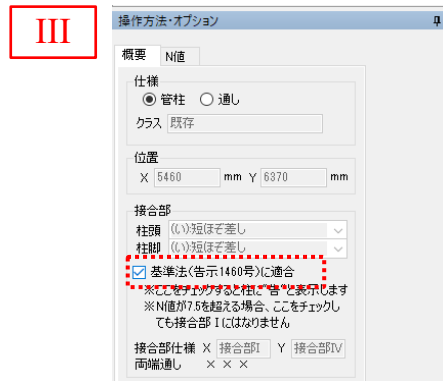 III
操作方法・オプション
概要 N値
仕様
管柱 通し
クラス 既存
位置
X 5460 mm Y 6370 mm
接合部
柱頭 (い):短ほぞ差し
柱脚 (い):短ほぞ差し
基準法(告示1460号)に適合
※ここをチェックすると柱に"告"と表示します
※N値が7.5を超える場合、ここをチェックし
ても接合部Ⅰにはなりません
接合部仕様 X 接合部Ⅰ Y 接合部Ⅳ
両端通し × × ×